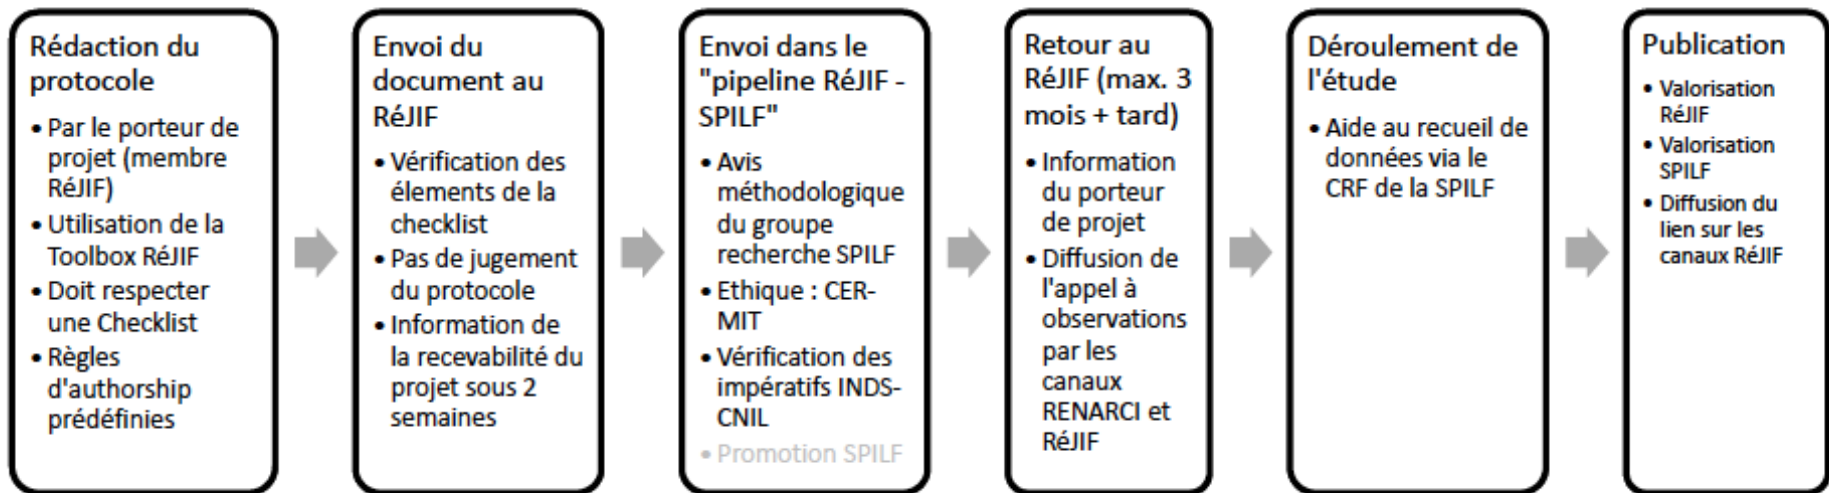 Rédaction du
protocole
• Par le porteur de
projet (membre
RéJIF)
• Utilisation de la
Toolbox RéJIF
• Doit respecter
une Checklist
• Règles
d'authorship
prédéfinies
Envoi du
document au
RéJIF
• Vérification des
élements de la
checklist
• Pas de jugement
du protocole
• Information de
la recevabilité du
projet sous 2
semaines
Envoi dans le
"pipeline RéJIF -
SPILF"
• Avis
méthodologique
du groupe
recherche SPILF
• Ethique : CER-
MIT
• Vérification des
impératifs INDS-
CNIL
• Promotion SPILF
Retour au
RéJIF (max. 3
mois + tard)
• Information
du porteur
de projet
• Diffusion de
l'appel à
observations
par les
canaux
RENARCI et
RéJIF
Déroulement de
l'étude
• Aide au recueil de
données via le
CRF de la SPILF
Publication
• Valorisation
RéJIF
• Valorisation
SPILF
• Diffusion du
lien sur les
canaux RéJIF